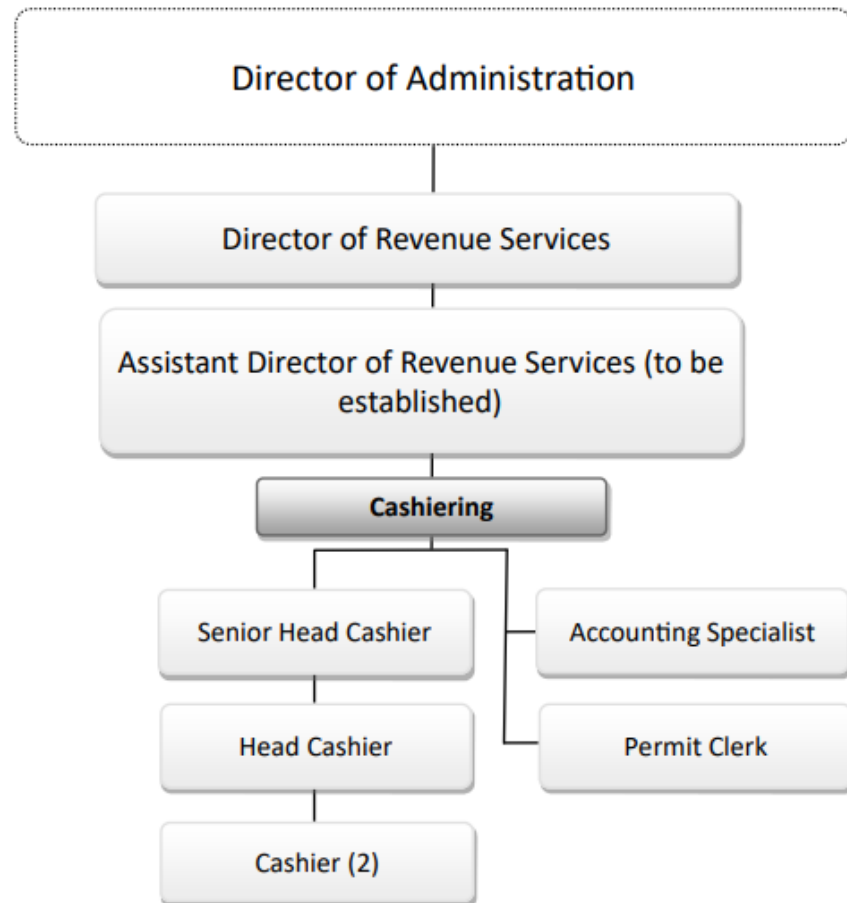 Director of Administration
Director of Revenue Services
Assistant Director of Revenue Services (to be
established)
Cashiering
Senior Head Cashier
Accounting Specialist
Head Cashier
Permit Clerk
Cashier (2)